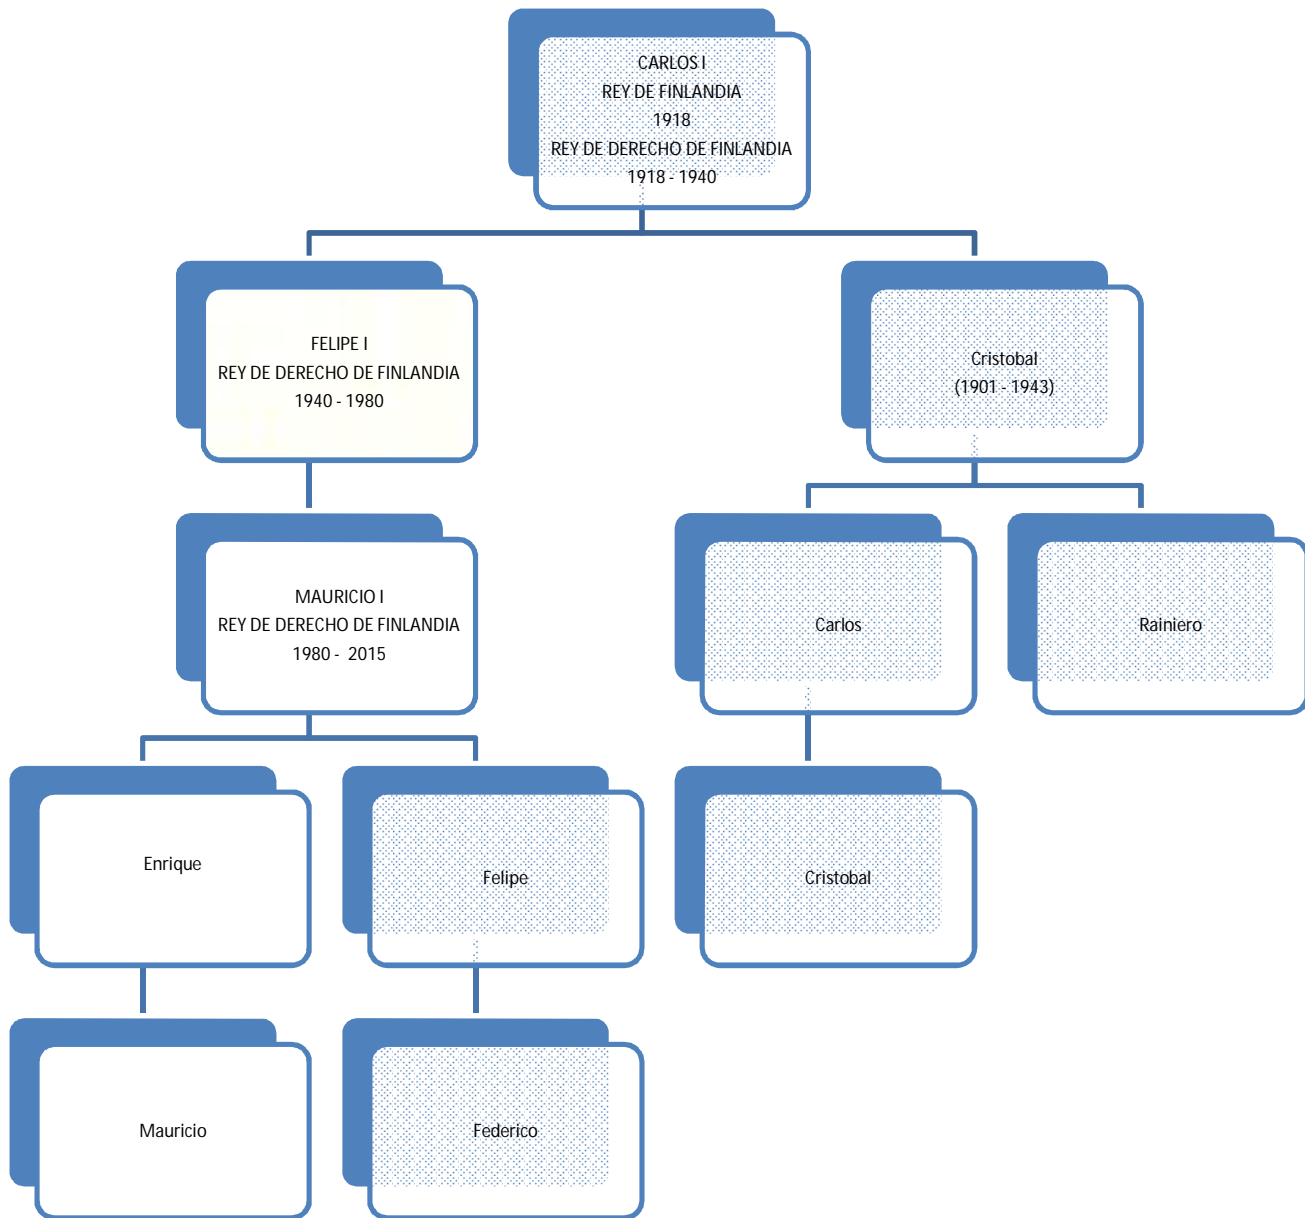 CARLOS I
REY DE FINLANDIA
1918
REY DE DERECHO DE FINLANDIA
1918 - 1940
FELIPE I
REY DE DERECHO DE FINLANDIA
1940 - 1980
Cristobal
(1901 - 1943)
MAURICIO I
REY DE DERECHO DE FINLANDIA
1980 - 2015
Carlos
Rainiero
Enrique
Felipe
Cristobal
Mauricio
Federico